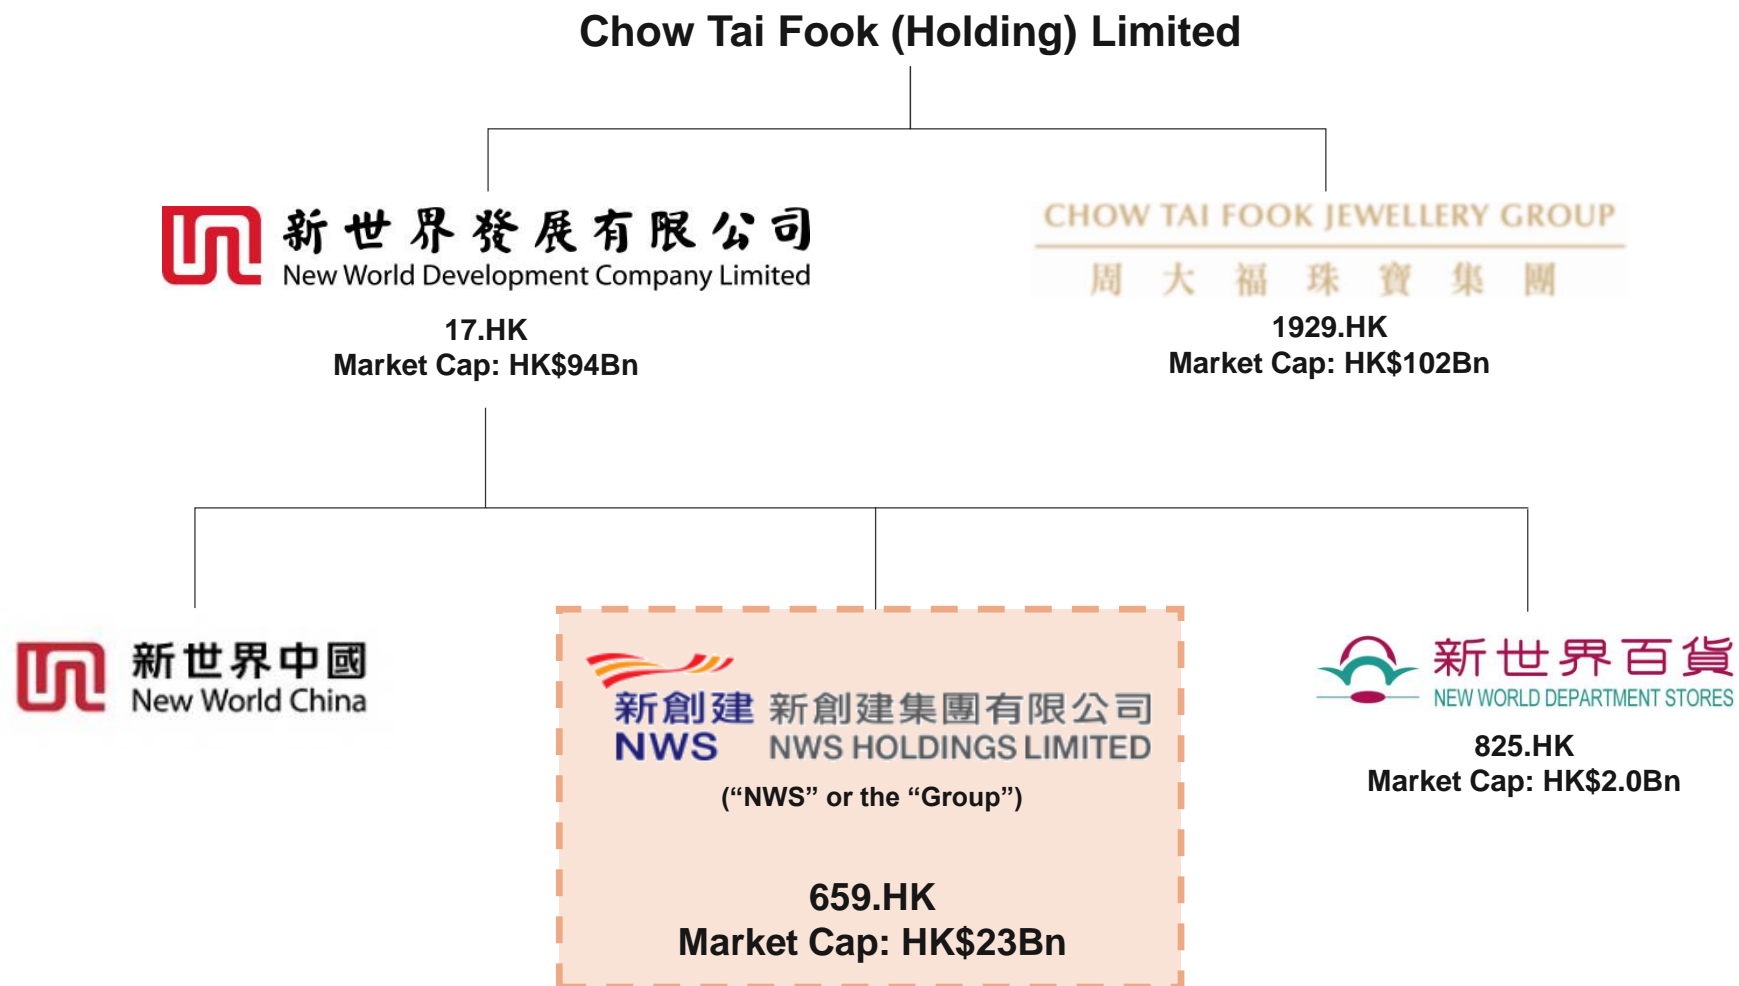 Chow Tai Fook (Holding) Limited
新世界發展有限公司
New World Development Company Limited
17.HK
Market Cap: HK$94Bn
CHOW TAI FOOK JEWELLERY GROUP
周大福珠寶集團
1929.HK
Market Cap: HK$102Bn
新世界中國
New World China
新創建 新創建集團有限公司
NWS NWS HOLDINGS LIMITED
(“NWS” or the “Group”)
659.HK
Market Cap: HK$23Bn
新世界百貨
NEW WORLD DEPARTMENT STORES
825.HK
Market Cap: HK$2.0Bn